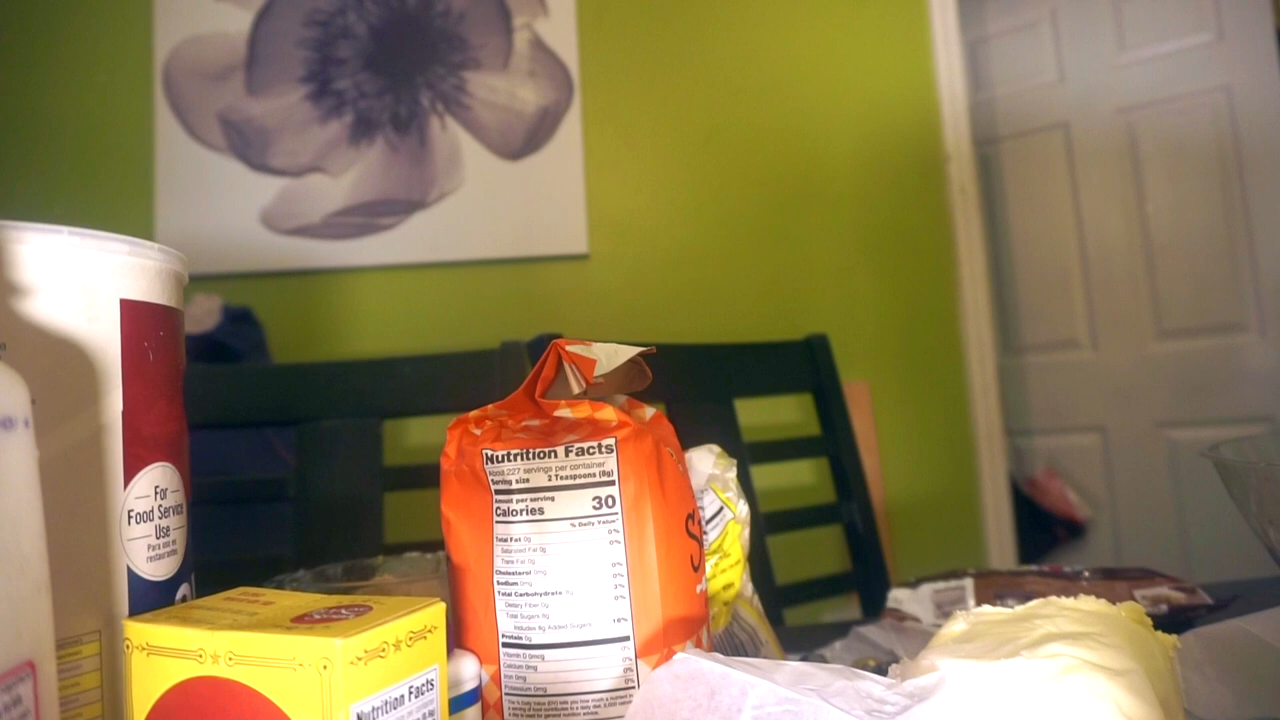 For
Food Service
Use
Para uso en
restaurantes
Nutrition Facts
About 227 servings per container
Serving size 2 Teaspoons (8g)
Amount per serving
Calories 30
% Daily Value*
Total Fat 0g 0%
Saturated Fat 0g 0%
Trans Fat 0g
Cholesterol 0mg 0%
Sodium 0mg 0%
Total Carbohydrate 8g 3%
Dietary Fiber 0g 0%
Total Sugars 8g
Includes 8g Added Sugars 16%
Protein 0g
Vitamin D 0mcg 0%
Calcium 0mg 0%
Iron 0mg 0%
Potassium 0mg 0%
Nutrition Facts